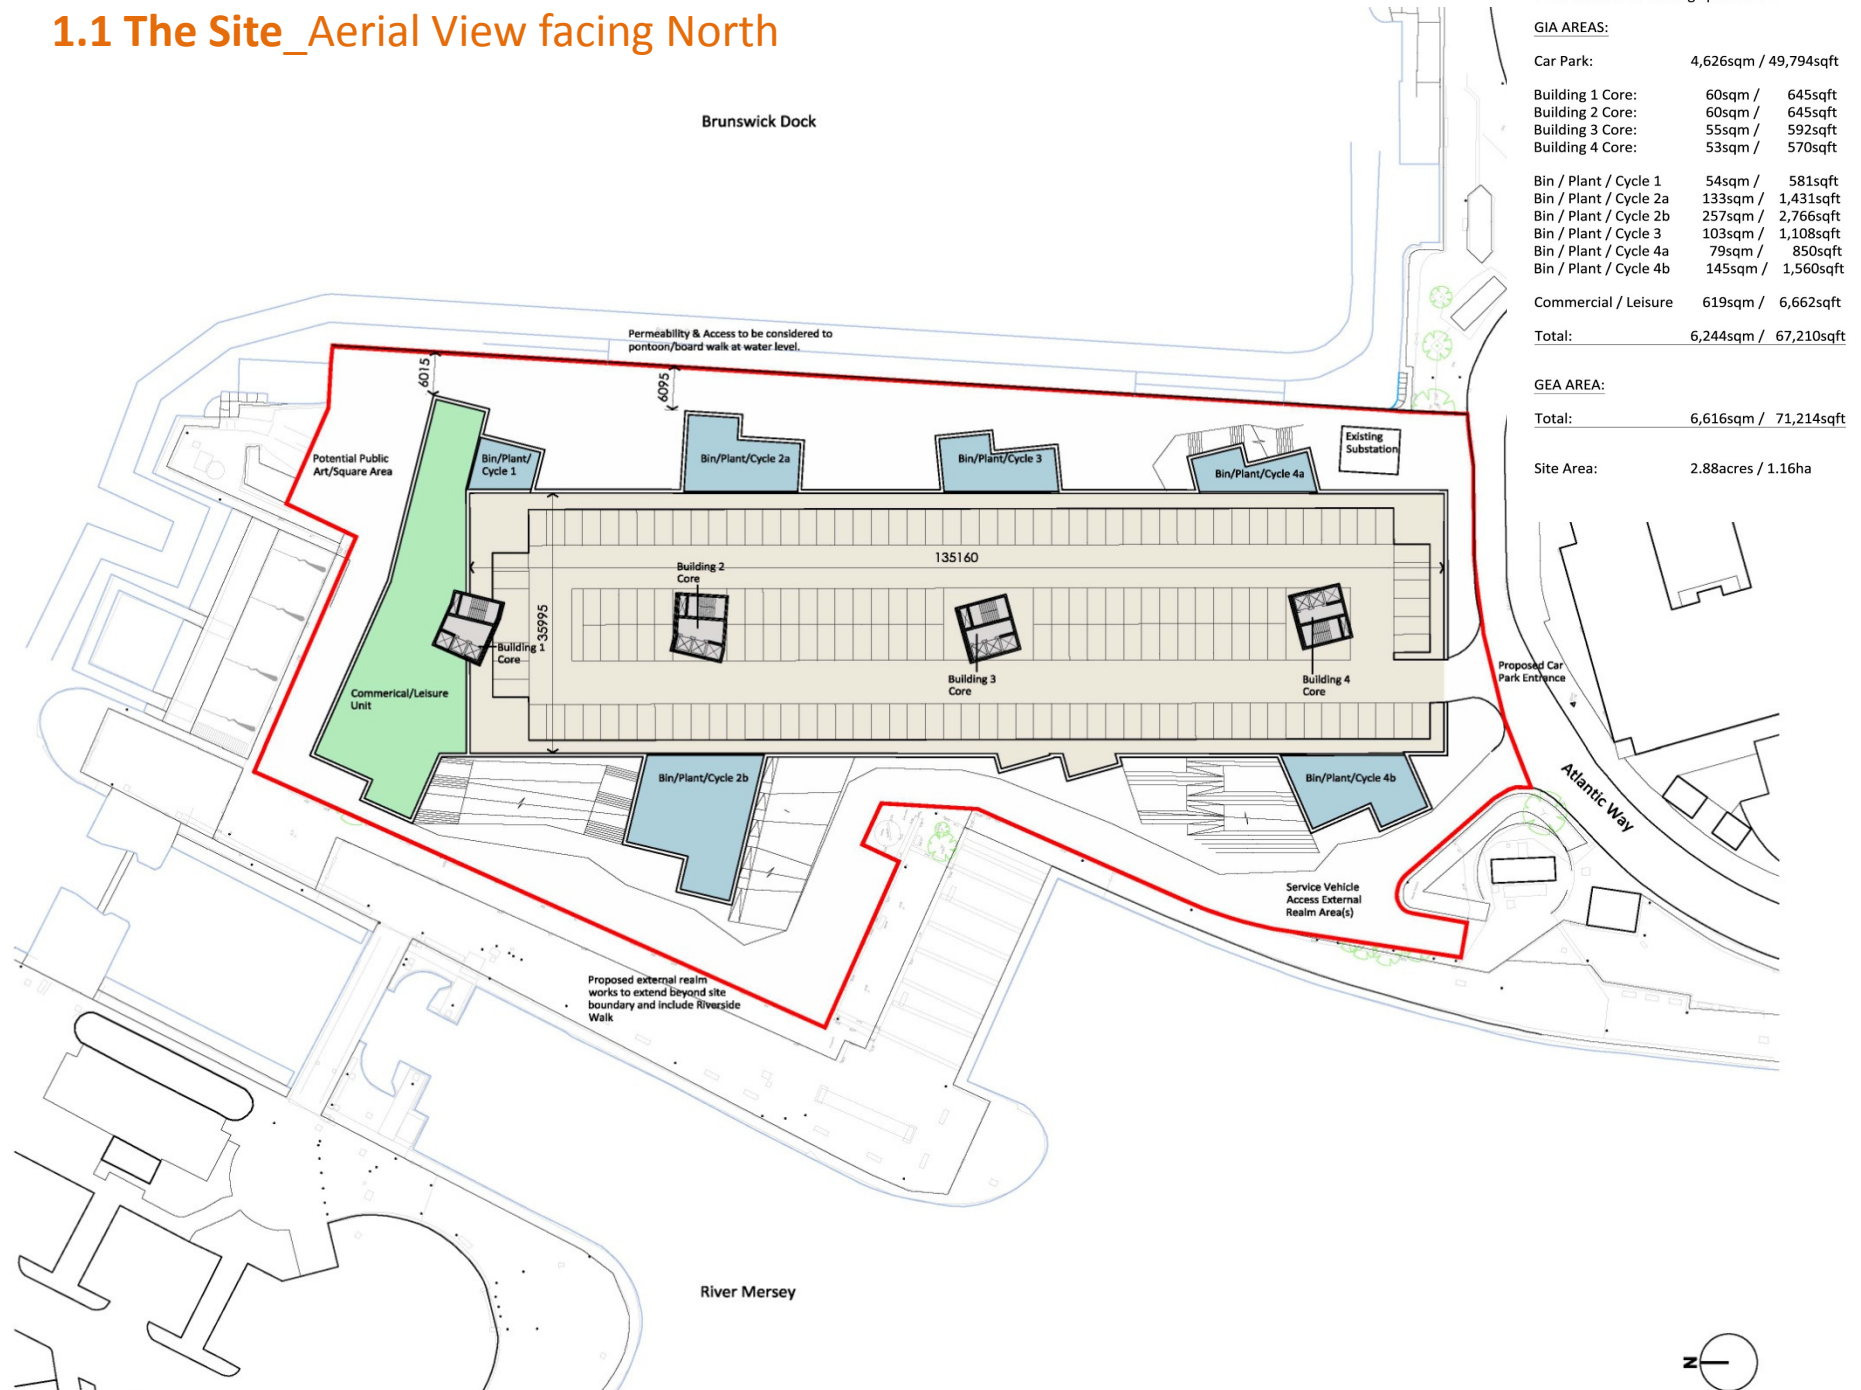 1.1 The Site_Aerial View facing North
GIA AREAS:
Car Park: 4,626sqm / 49,794sqft
Building 1 Core: 60sqm / 645sqft
Building 2 Core: 60sqm / 645sqft
Building 3 Core: 55sqm / 592sqft
Building 4 Core: 53sqm / 570sqft
Bin / Plant / Cycle 1 54sqm / 581sqft
Bin / Plant / Cycle 2a 133sqm / 1,431sqft
Bin / Plant / Cycle 2b 257sqm / 2,766sqft
Bin / Plant / Cycle 3 103sqm / 1,108sqft
Bin / Plant / Cycle 4a 79sqm / 850sqft
Bin / Plant / Cycle 4b 145sqm / 1,560sqft
Commercial / Leisure 619sqm / 6,662sqft
Total: 6,244sqm / 67,210sqft
GEA AREA:
Total: 6,616sqm / 71,214sqft
Site Area: 2.88acres / 1.16ha
Brunswick Dock
Permeability & Access to be considered to
pontoon/board walk at water level.
6015
6095
Potential Public
Art/Square Area
Bin/Plant/
Cycle 1
Bin/Plant/Cycle 2a
Bin/Plant/Cycle 3
Bin/Plant/Cycle 4a
Existing
Substation
135160
35995
Building 2
Core
Building 1
Core
Building 3
Core
Building 4
Core
Commerical/Leisure
Unit
Proposed Car
Park Entrance
Bin/Plant/Cycle 2b
Bin/Plant/Cycle 4b
Atlantic Way
Service Vehicle
Access External
Realm Area(s)
Proposed external realm
works to extend beyond site
boundary and include Riverside
Walk
River Mersey
N